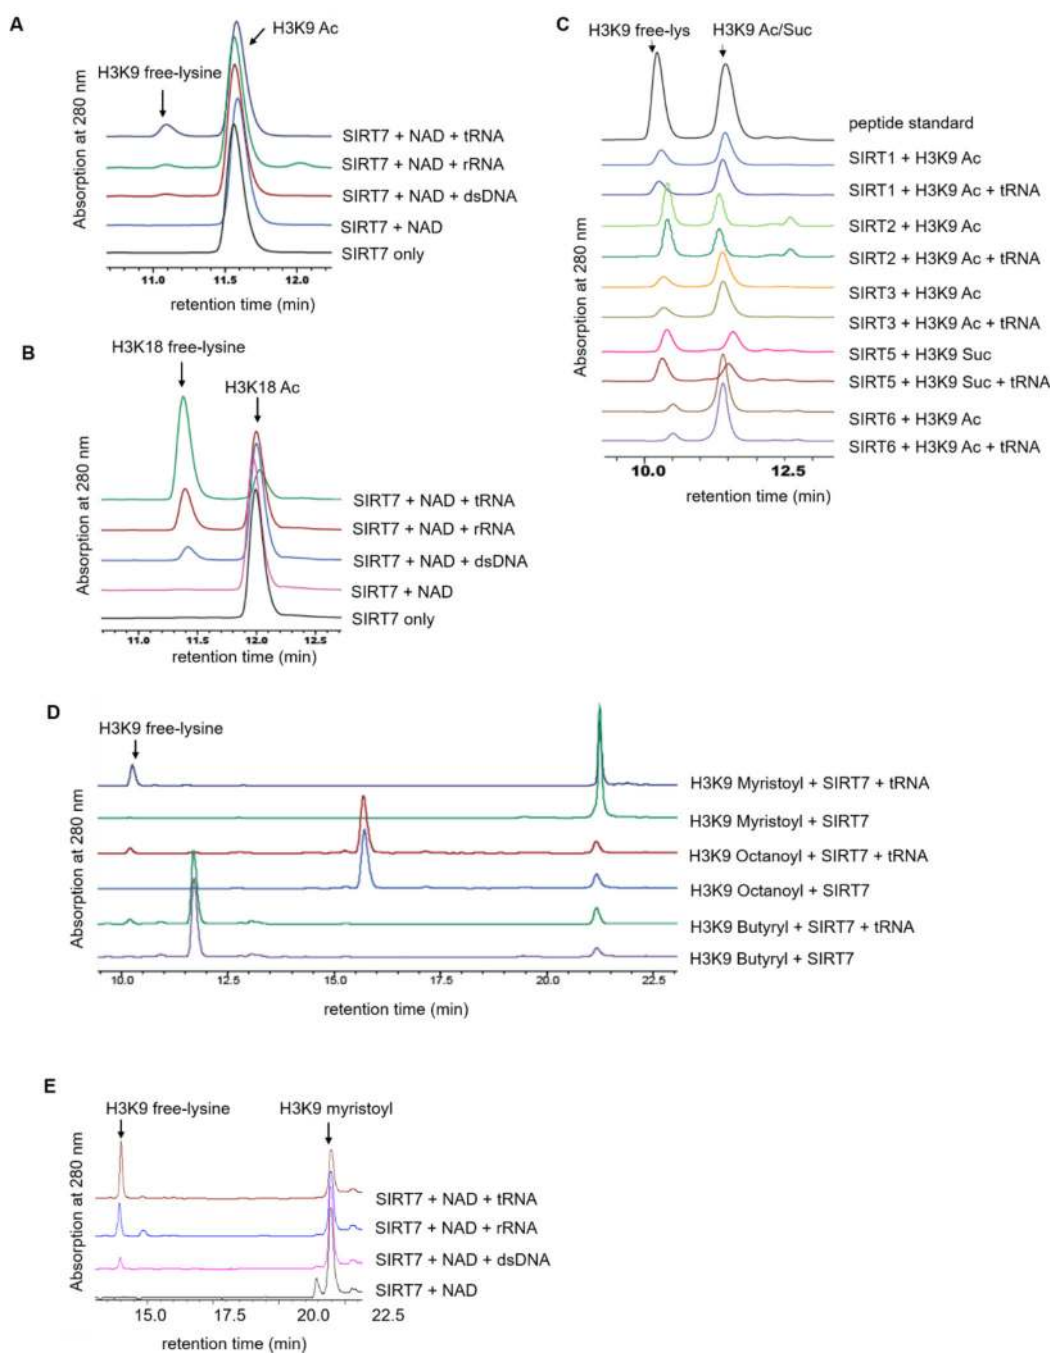 A
H3K9 Ac
H3K9 free-lysine
Absorption at 280 nm
SIRT7 + NAD + tRNA
SIRT7 + NAD + rRNA
SIRT7 + NAD + dsDNA
SIRT7 + NAD
SIRT7 only
11.0 11.5 12.0
retention time (min)
B
H3K18 free-lysine
H3K18 Ac
Absorption at 280 nm
SIRT7 + NAD + tRNA
SIRT7 + NAD + rRNA
SIRT7 + NAD + dsDNA
SIRT7 + NAD
SIRT7 only
11.0 11.5 12.0 12.5
retention time (min)
C
H3K9 free-lys H3K9 Ac/Suc
Absorption at 280 nm
peptide standard
SIRT1 + H3K9 Ac
SIRT1 + H3K9 Ac + tRNA
SIRT2 + H3K9 Ac
SIRT2 + H3K9 Ac + tRNA
SIRT3 + H3K9 Ac
SIRT3 + H3K9 Ac + tRNA
SIRT5 + H3K9 Suc
SIRT5 + H3K9 Suc + tRNA
SIRT6 + H3K9 Ac
SIRT6 + H3K9 Ac + tRNA
10.0 12.5
retention time (min)
D
H3K9 free-lysine
Absorption at 280 nm
H3K9 Myristoyl + SIRT7 + tRNA
H3K9 Myristoyl + SIRT7
H3K9 Octanoyl + SIRT7 + tRNA
H3K9 Octanoyl + SIRT7
H3K9 Butyryl + SIRT7 + tRNA
H3K9 Butyryl + SIRT7
10.0 12.5 15.0 17.5 20.0 22.5
retention time (min)
E
H3K9 free-lysine H3K9 myristoyl
Absorption at 280 nm
SIRT7 + NAD + tRNA
SIRT7 + NAD + rRNA
SIRT7 + NAD + dsDNA
SIRT7 + NAD
15.0 17.5 20.0 22.5
retention time (min)